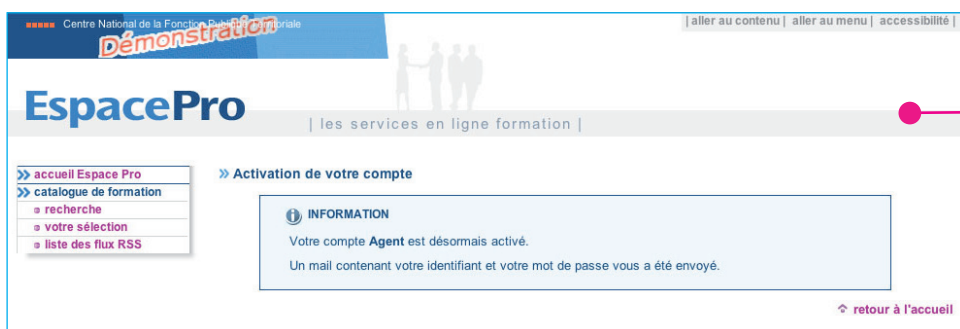 Centre National de la Fonction Publique Territoriale
Démonstration
| aller au contenu | aller au menu | accessibilité |
EspacePro
| les services en ligne formation |
accueil Espace Pro
catalogue de formation
recherche
votre sélection
liste des flux RSS
Activation de votre compte
INFORMATION
Votre compte Agent est désormais activé.
Un mail contenant votre identifiant et votre mot de passe vous a été envoyé.
retour à l'accueil